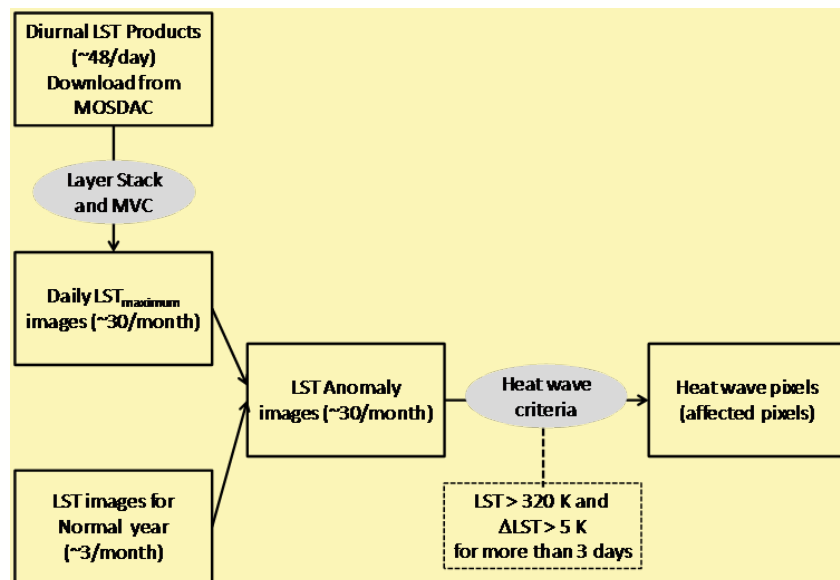 Diurnal LST Products
(~48/day)
Download from
MOSDAC
Layer Stack
and MVC
Daily LSTmaximum
images (~30/month)
LST Anomaly
images (~30/month)
Heat wave
criteria
Heat wave pixels
(affected pixels)
LST images for
Normal year
(~3/month)
LST > 320 K and
ΔLST > 5 K
for more than 3 days